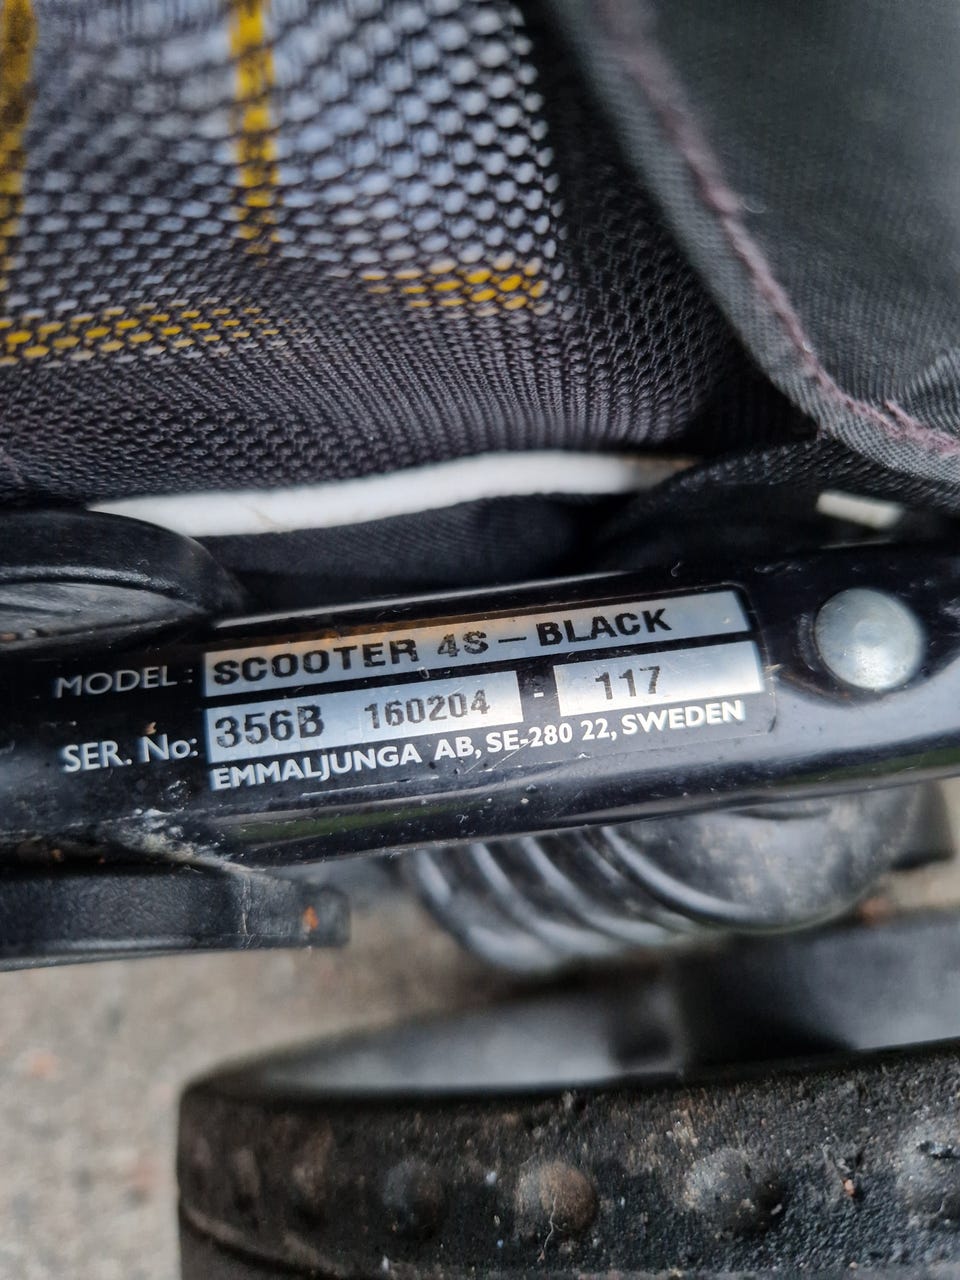 MODEL: SCOOTER 4S - BLACK
SER. No: 356B 160204 - 117
EMMALJUNGA AB, SE-280 22, SWEDEN